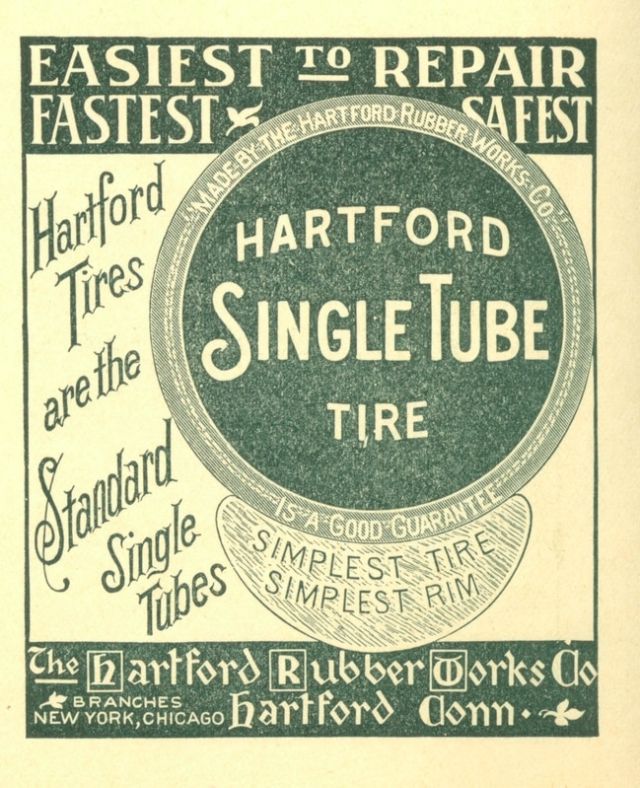 EASIEST TO REPAIR
FASTEST SAFEST
"MADE BY THE HARTFORD RUBBER WORKS CO"
HARTFORD
SINGLE TUBE
TIRE
IS A GOOD GUARANTEE
SIMPLEST TIRE
SIMPLEST RIM
Hartford
Tires
are the
Standard
Single
Tubes
The Hartford Rubber Works Co
BRANCHES
NEW YORK, CHICAGO
Hartford Conn.